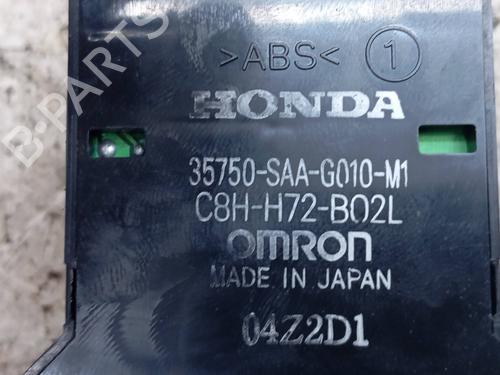 >ABS< 1
HONDA
35750-SAA-G010-M1
C8H-H72-B02L
OMRON
MADE IN JAPAN
04Z2D1
B-PARTS